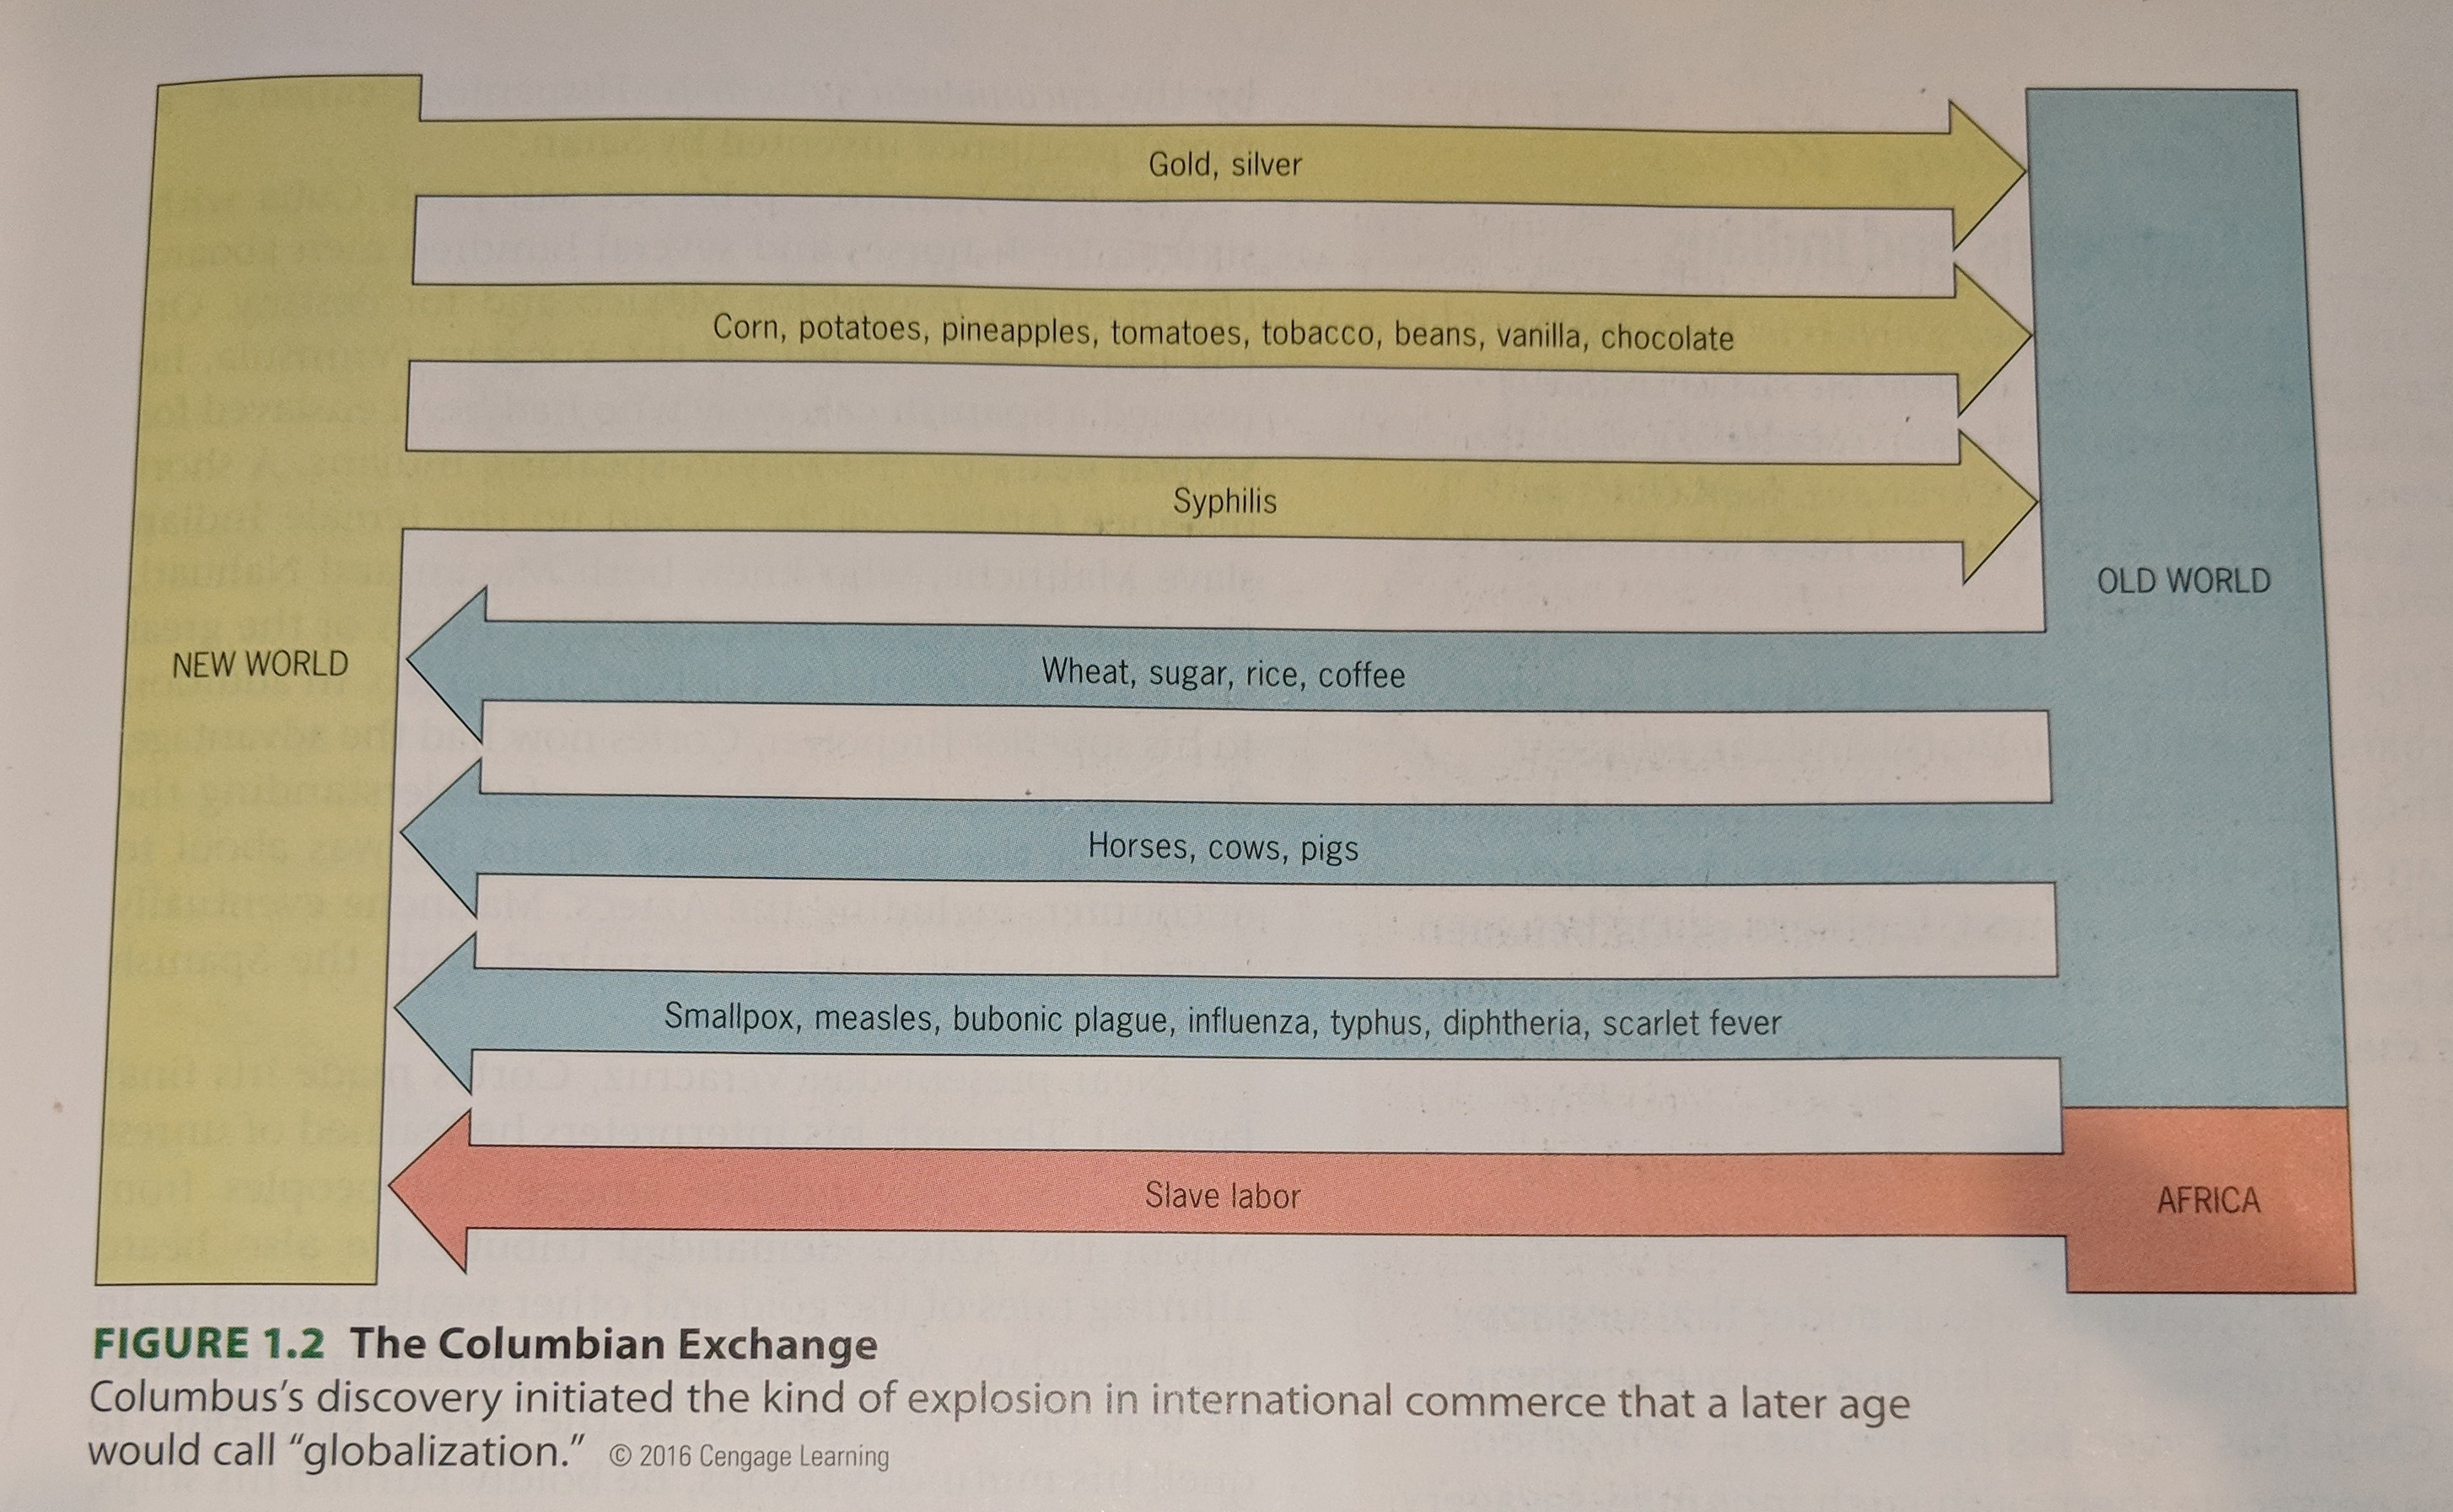 Gold, silver
Corn, potatoes, pineapples, tomatoes, tobacco, beans, vanilla, chocolate
Syphilis
OLD WORLD
NEW WORLD
Wheat, sugar, rice, coffee
Horses, cows, pigs
Smallpox, measles, bubonic plague, influenza, typhus, diphtheria, scarlet fever
Slave labor
AFRICA
FIGURE 1.2 The Columbian Exchange
Columbus’s discovery initiated the kind of explosion in international commerce that a later age
would call “globalization.” © 2016 Cengage Learning